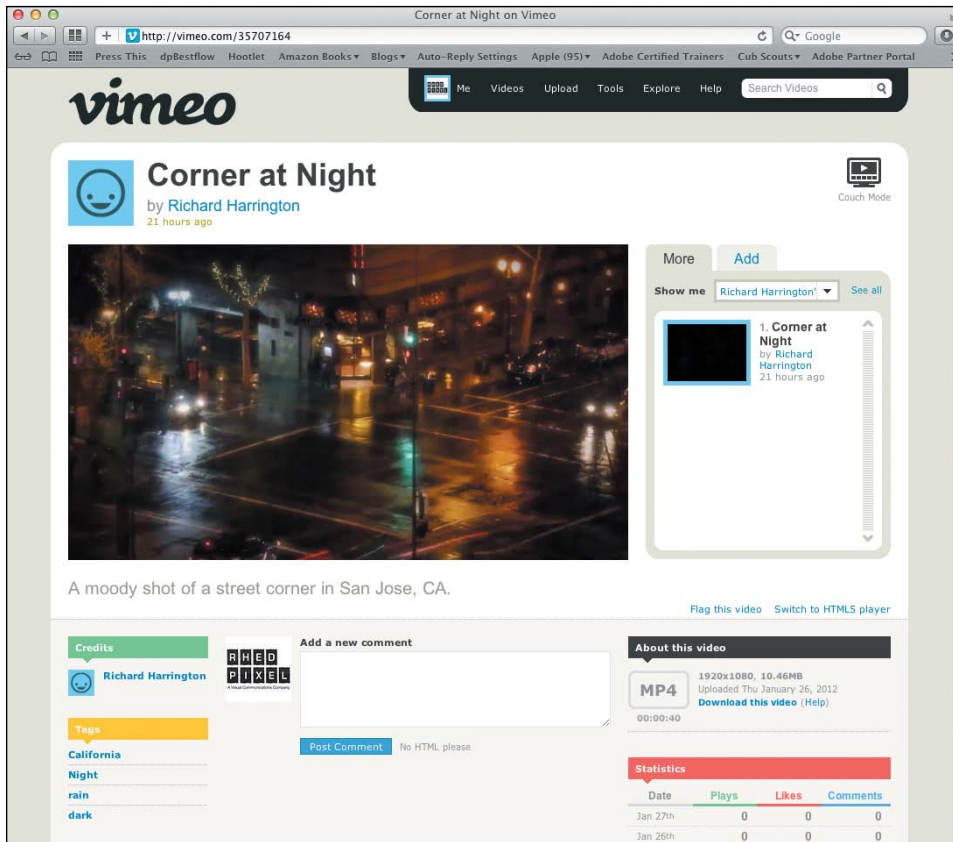 Corner at Night on Vimeo
http://vimeo.com/35707164
Google
Press This dpBestflow Hootlet Amazon Books Blogs Auto-Reply Settings Apple (95) Adobe Certified Trainers Cub Scouts Adobe Partner Portal
vimeo
Me Videos Upload Tools Explore Help Search Videos
Corner at Night
by Richard Harrington
21 hours ago
Couch Mode
More Add
Show me Richard Harrington' See all
1. Corner at
Night
by Richard
Harrington
21 hours ago
A moody shot of a street corner in San Jose, CA.
Flag this video Switch to HTML5 player
Credits
Richard Harrington
Tags
California
Night
rain
dark
RHED
PIXEL
A Visual Communications Company
Add a new comment
Post Comment No HTML please
About this video
MP4
00:00:40
1920x1080, 10.46MB
Uploaded Thu January 26, 2012
Download this video (Help)
Statistics
Date Plays Likes Comments
Jan 27th 0 0 0
Jan 26th 0 0 0